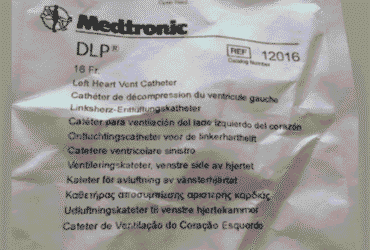 Medtronic
DLP®
REF 12016
Catalog Number
16 Fr.
Left Heart Vent Catheter
Cathéter de décompression du ventricule gauche
Linksherz-Entlüftungskatheter
Catéter para ventilación del lado izquierdo del corazón
Ontluchtingscatheter voor de linkerharthelft
Catetere ventricolare sinistro
Ventileringskateter, venstre side av hjertet
Kateter för avluftning av vänsterhjärtat
Καθετήρας αποσυμπίεσης αριστερής καρδιάς
Udluftningskateter til venstre hjertekammer
Cateter de Ventilação do Coração Esquerdo